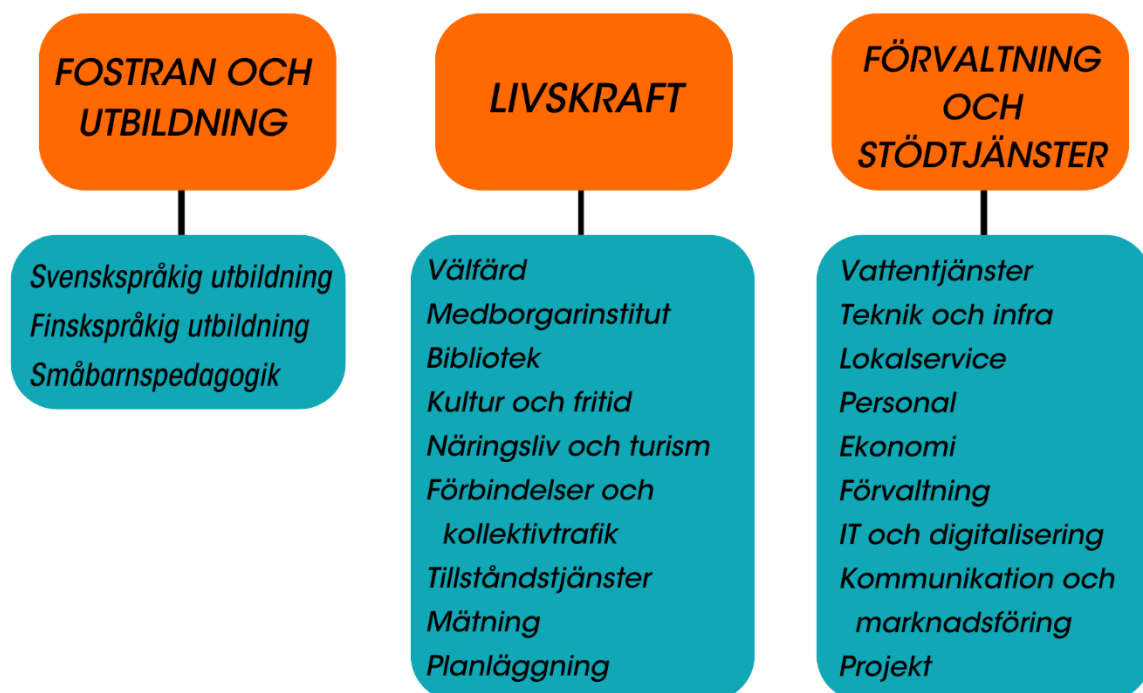 FOSTRAN OCH
UTBILDNING
Svenskspråkig utbildning
Finskspråkig utbildning
Småbarnspedagogik
LIVSKRAFT
Välfärd
Medborgarinstitut
Bibliotek
Kultur och fritid
Näringsliv och turism
Förbindelser och
kollektivtrafik
Tillståndstjänster
Mätning
Planläggning
FÖRVALTNING
OCH
STÖDTJÄNSTER
Vattentjänster
Teknik och infra
Lokalservice
Personal
Ekonomi
Förvaltning
IT och digitalisering
Kommunikation och
marknadsföring
Projekt